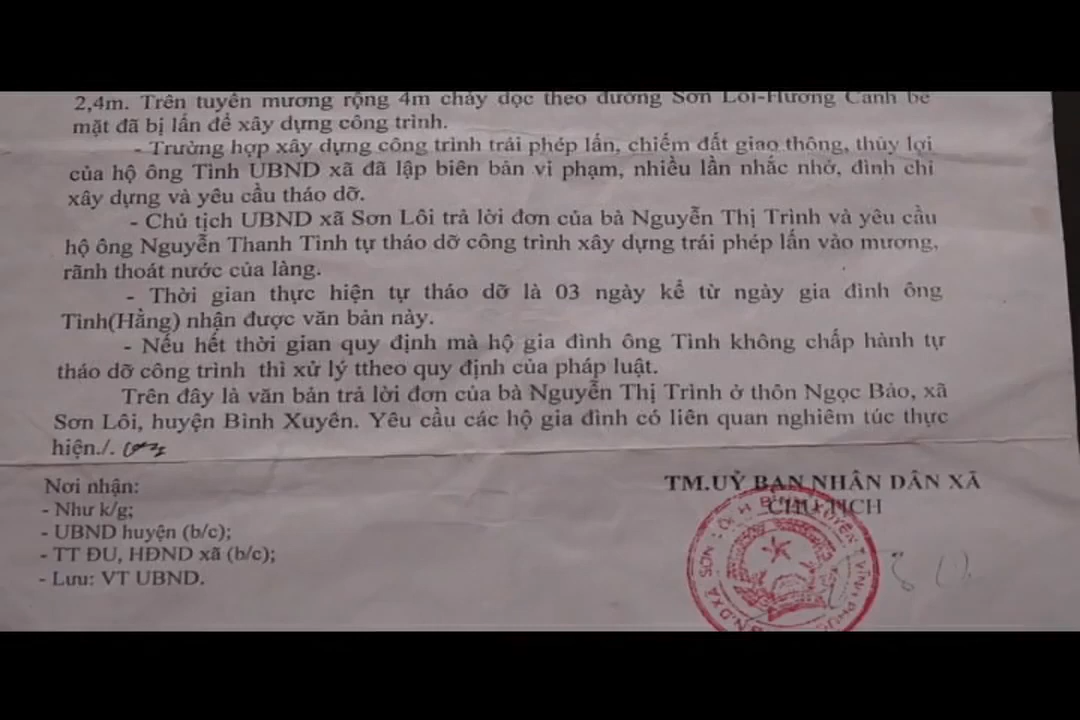 2,4m. Trên tuyến mương rộng 4m chảy dọc theo đường Sơn Lôi-Hương Canh bề
mặt đã bị lấn để xây dựng công trình.
- Trường hợp xây dựng công trình trái phép lấn, chiếm đất giao thông, thủy lợi
của hộ ông Tình UBND xã đã lập biên bản vi phạm, nhiều lần nhắc nhở, đình chỉ
xây dựng và yêu cầu tháo dỡ.
- Chủ tịch UBND xã Sơn Lôi trả lời đơn của bà Nguyễn Thị Trình và yêu cầu
hộ ông Nguyễn Thanh Tình tự tháo dỡ công trình xây dựng trái phép lấn vào mương,
rãnh thoát nước của làng.
- Thời gian thực hiện tự tháo dỡ là 03 ngày kể từ ngày gia đình ông
Tình(Hằng) nhận được văn bản này.
- Nếu hết thời gian quy định mà hộ gia đình ông Tình không chấp hành tự
tháo dỡ công trình thì xử lý ttheo quy định của pháp luật.
Trên đây là văn bản trả lời đơn của bà Nguyễn Thị Trình ở thôn Ngọc Bảo, xã
Sơn Lôi, huyện Bình Xuyên. Yêu cầu các hộ gia đình có liên quan nghiêm túc thực
hiện./.
Nơi nhận:
- Như k/g;
- UBND huyện (b/c);
- TT ĐU, HĐND xã (b/c);
- Lưu: VT UBND.
TM.UỶ BAN NHÂN DÂN XÃ
CHỦ TỊCH
N.D XÃ SƠN LÔI H. BÌNH XUYÊN T. VĨNH PHÚC